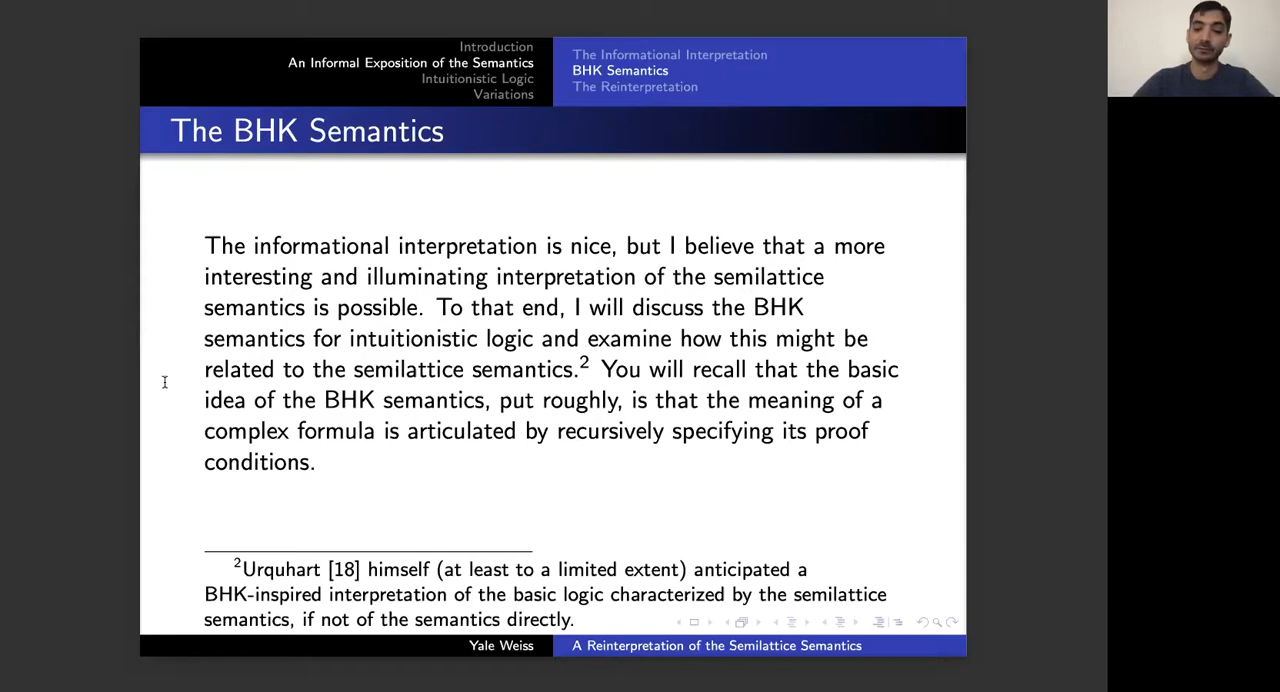 Introduction
An Informal Exposition of the Semantics
Intuitionistic Logic
Variations
The Informational Interpretation
BHK Semantics
The Reinterpretation
The BHK Semantics
The informational interpretation is nice, but I believe that a more
interesting and illuminating interpretation of the semilattice
semantics is possible. To that end, I will discuss the BHK
semantics for intuitionistic logic and examine how this might be
related to the semilattice semantics.² You will recall that the basic
idea of the BHK semantics, put roughly, is that the meaning of a
complex formula is articulated by recursively specifying its proof
conditions.
²Urquhart [18] himself (at least to a limited extent) anticipated a
BHK-inspired interpretation of the basic logic characterized by the semilattice
semantics, if not of the semantics directly.
Yale Weiss
A Reinterpretation of the Semilattice Semantics